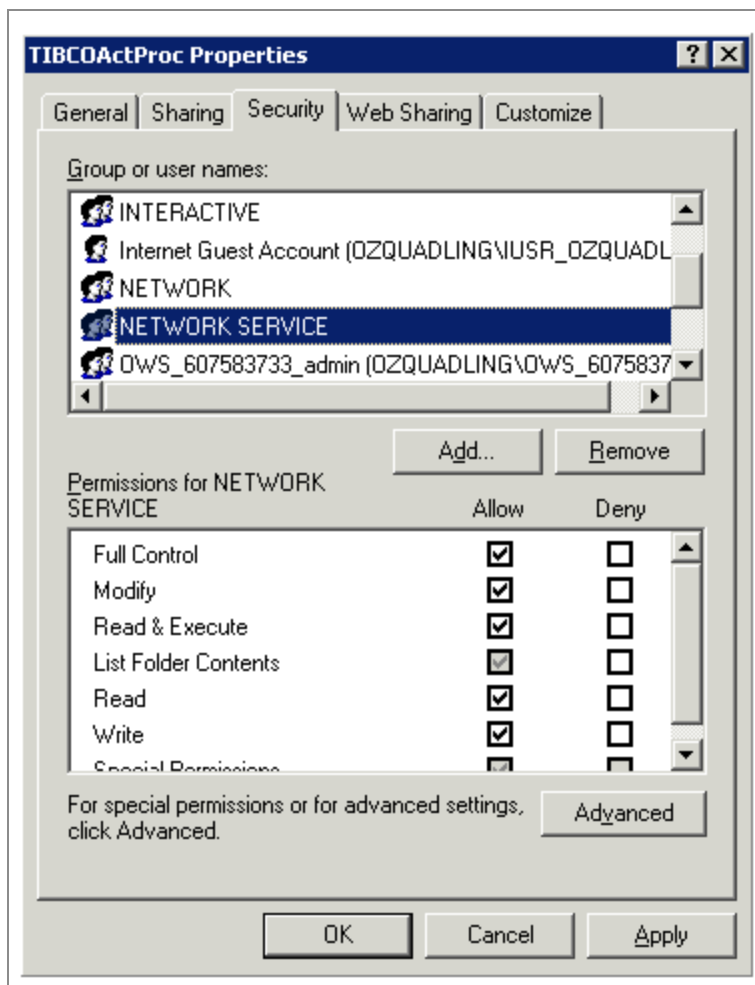 TIBCOActProc Properties
General Sharing Security Web Sharing Customize
Group or user names:
INTERACTIVE
Internet Guest Account (OZQUADLING\IUSR_OZQUADL
NETWORK
NETWORK SERVICE
OWS_607583733_admin (OZQUADLING\OWS_6075837
Add... Remove
Permissions for NETWORK
SERVICE Allow Deny
Full Control
Modify
Read & Execute
List Folder Contents
Read
Write
Special Permissions
For special permissions or for advanced settings,
click Advanced.
Advanced
OK Cancel Apply